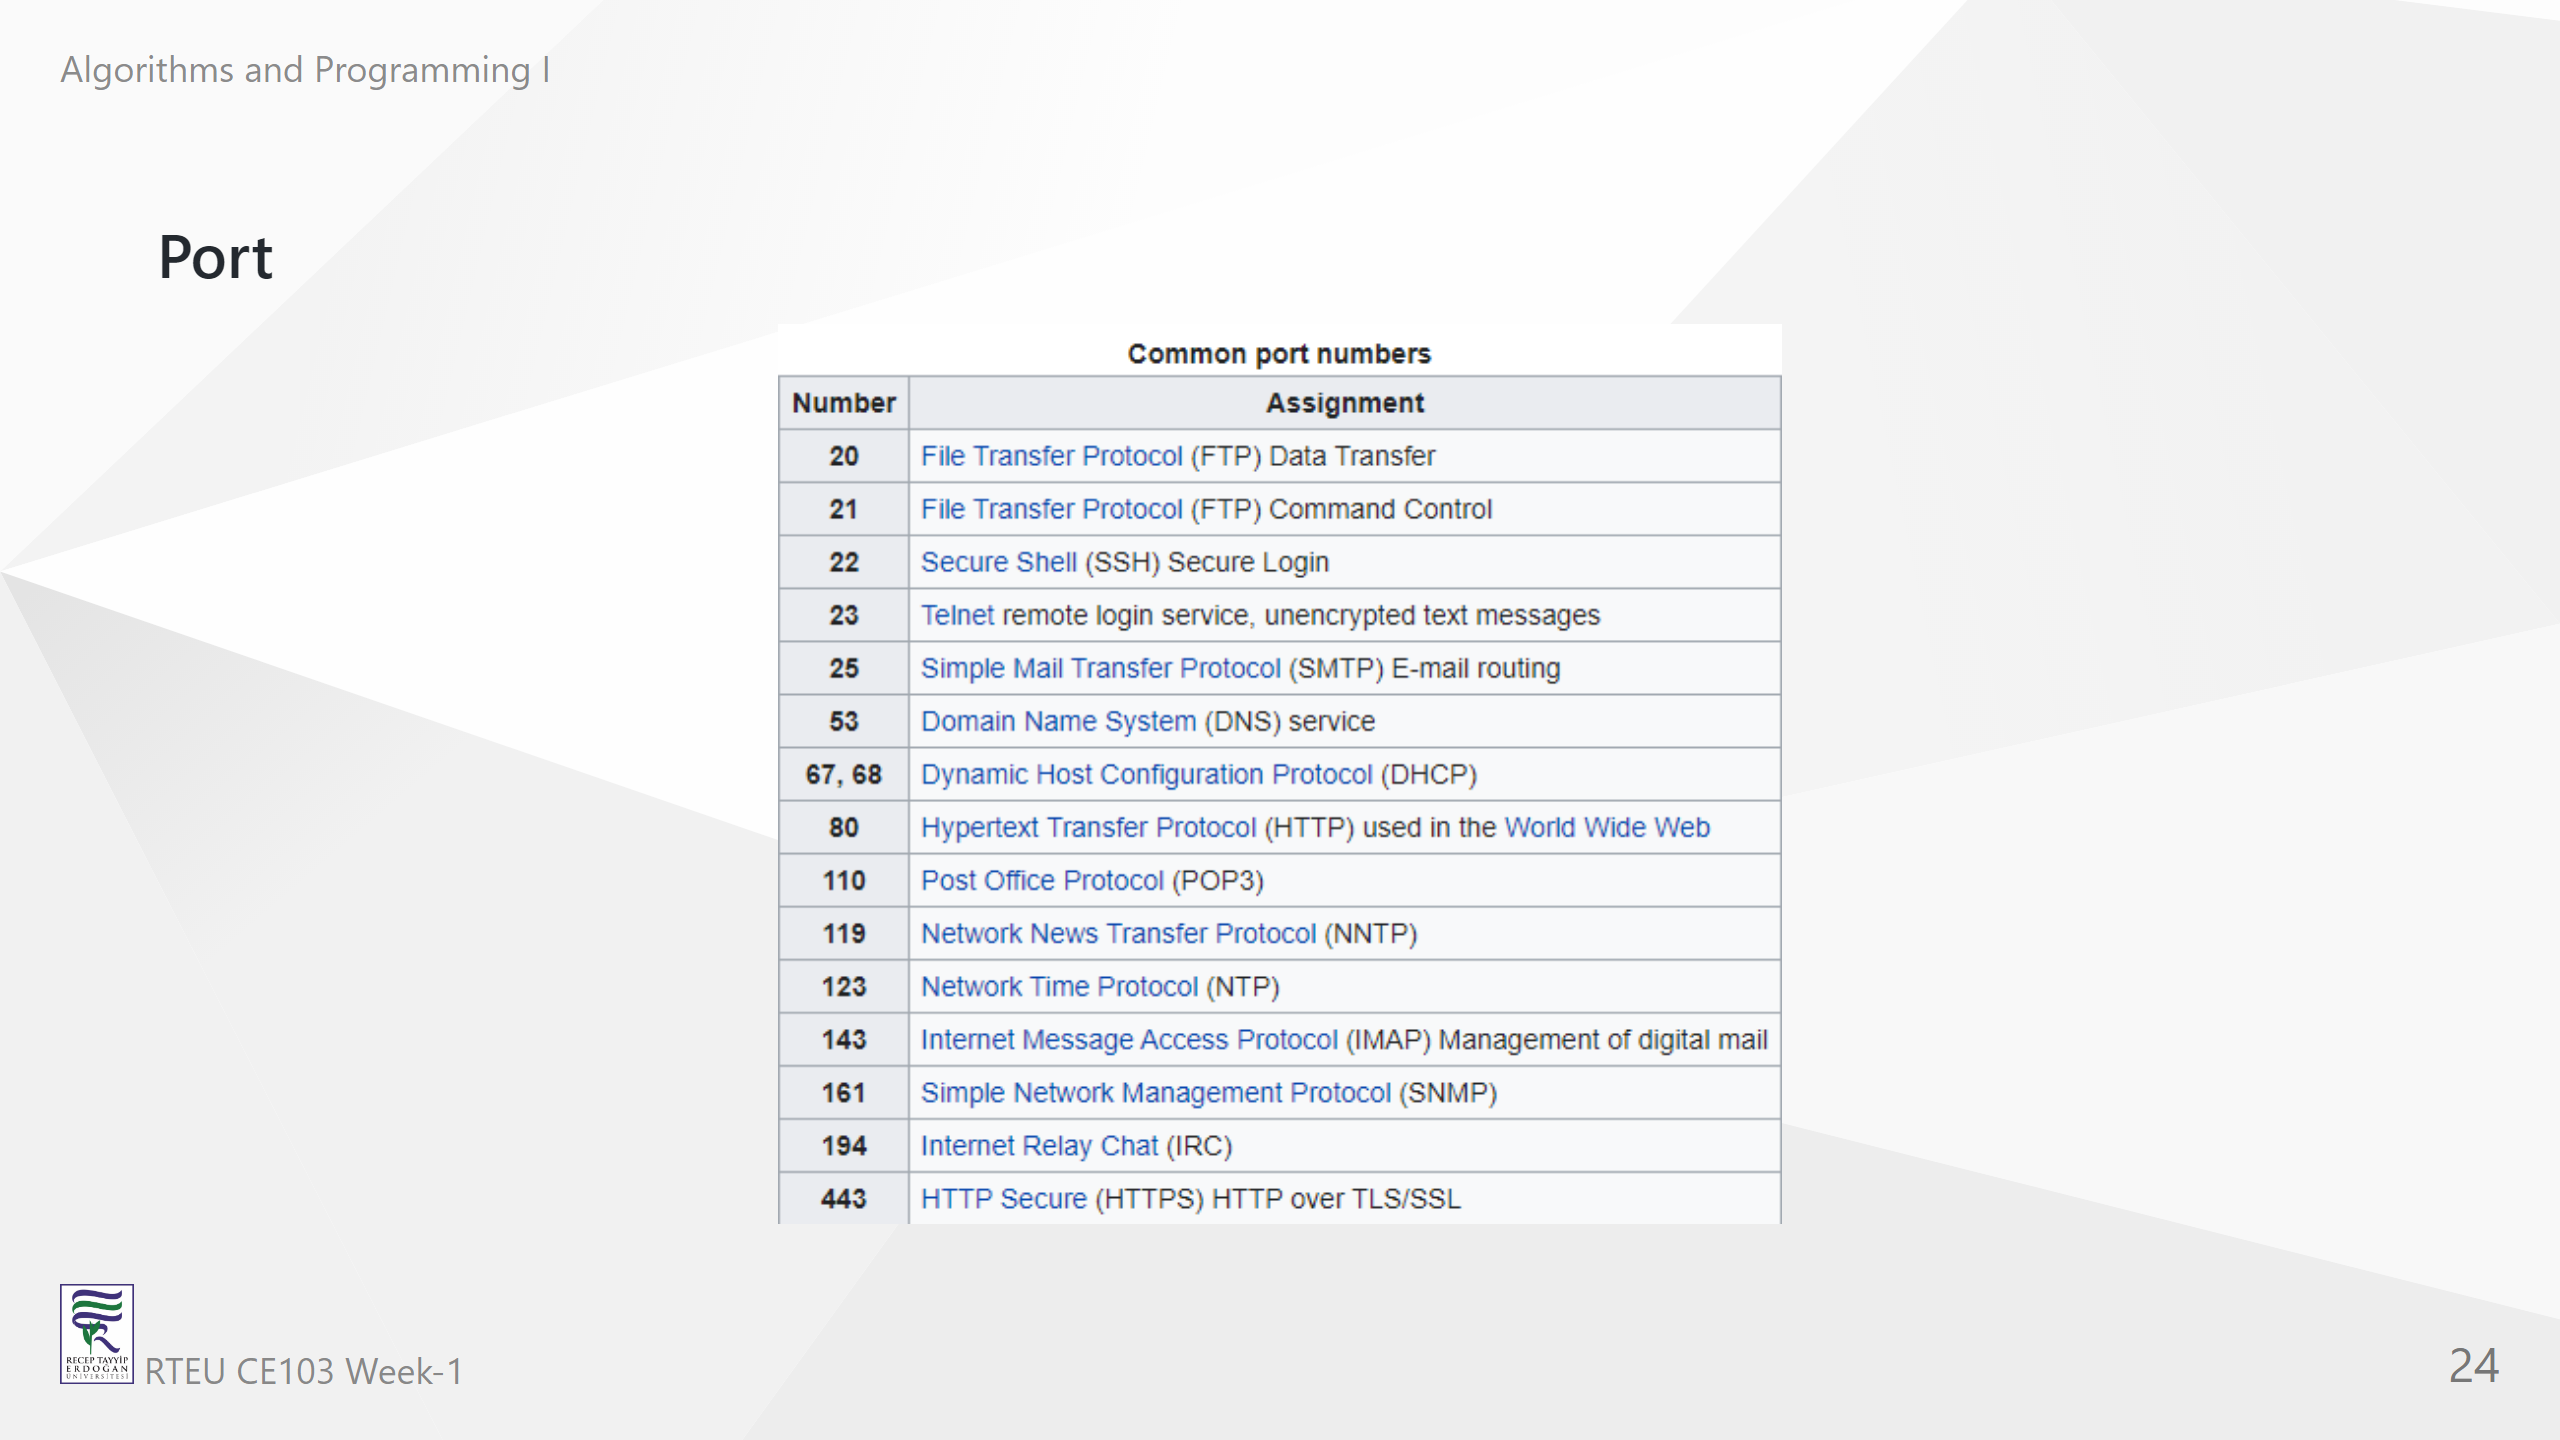 Algorithms and Programming I
Port
Common port numbers
Number Assignment
20 File Transfer Protocol (FTP) Data Transfer
21 File Transfer Protocol (FTP) Command Control
22 Secure Shell (SSH) Secure Login
23 Telnet remote login service, unencrypted text messages
25 Simple Mail Transfer Protocol (SMTP) E-mail routing
53 Domain Name System (DNS) service
67, 68 Dynamic Host Configuration Protocol (DHCP)
80 Hypertext Transfer Protocol (HTTP) used in the World Wide Web
110 Post Office Protocol (POP3)
119 Network News Transfer Protocol (NNTP)
123 Network Time Protocol (NTP)
143 Internet Message Access Protocol (IMAP) Management of digital mail
161 Simple Network Management Protocol (SNMP)
194 Internet Relay Chat (IRC)
443 HTTP Secure (HTTPS) HTTP over TLS/SSL
RECEP TAYYİP
ERDOĞAN
ÜNİVERSİTESİ
RTEU CE103 Week-1
24